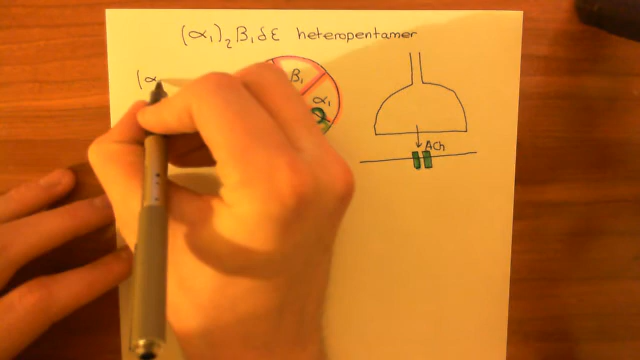 (α₁)₂ β₁ δ ε heteropentamer
(α
β₁
α₁
ACh